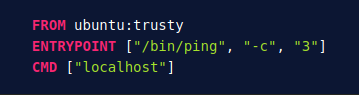 FROM ubuntu:trusty
ENTRYPOINT ["/bin/ping", "-c", "3"]
CMD ["localhost"]